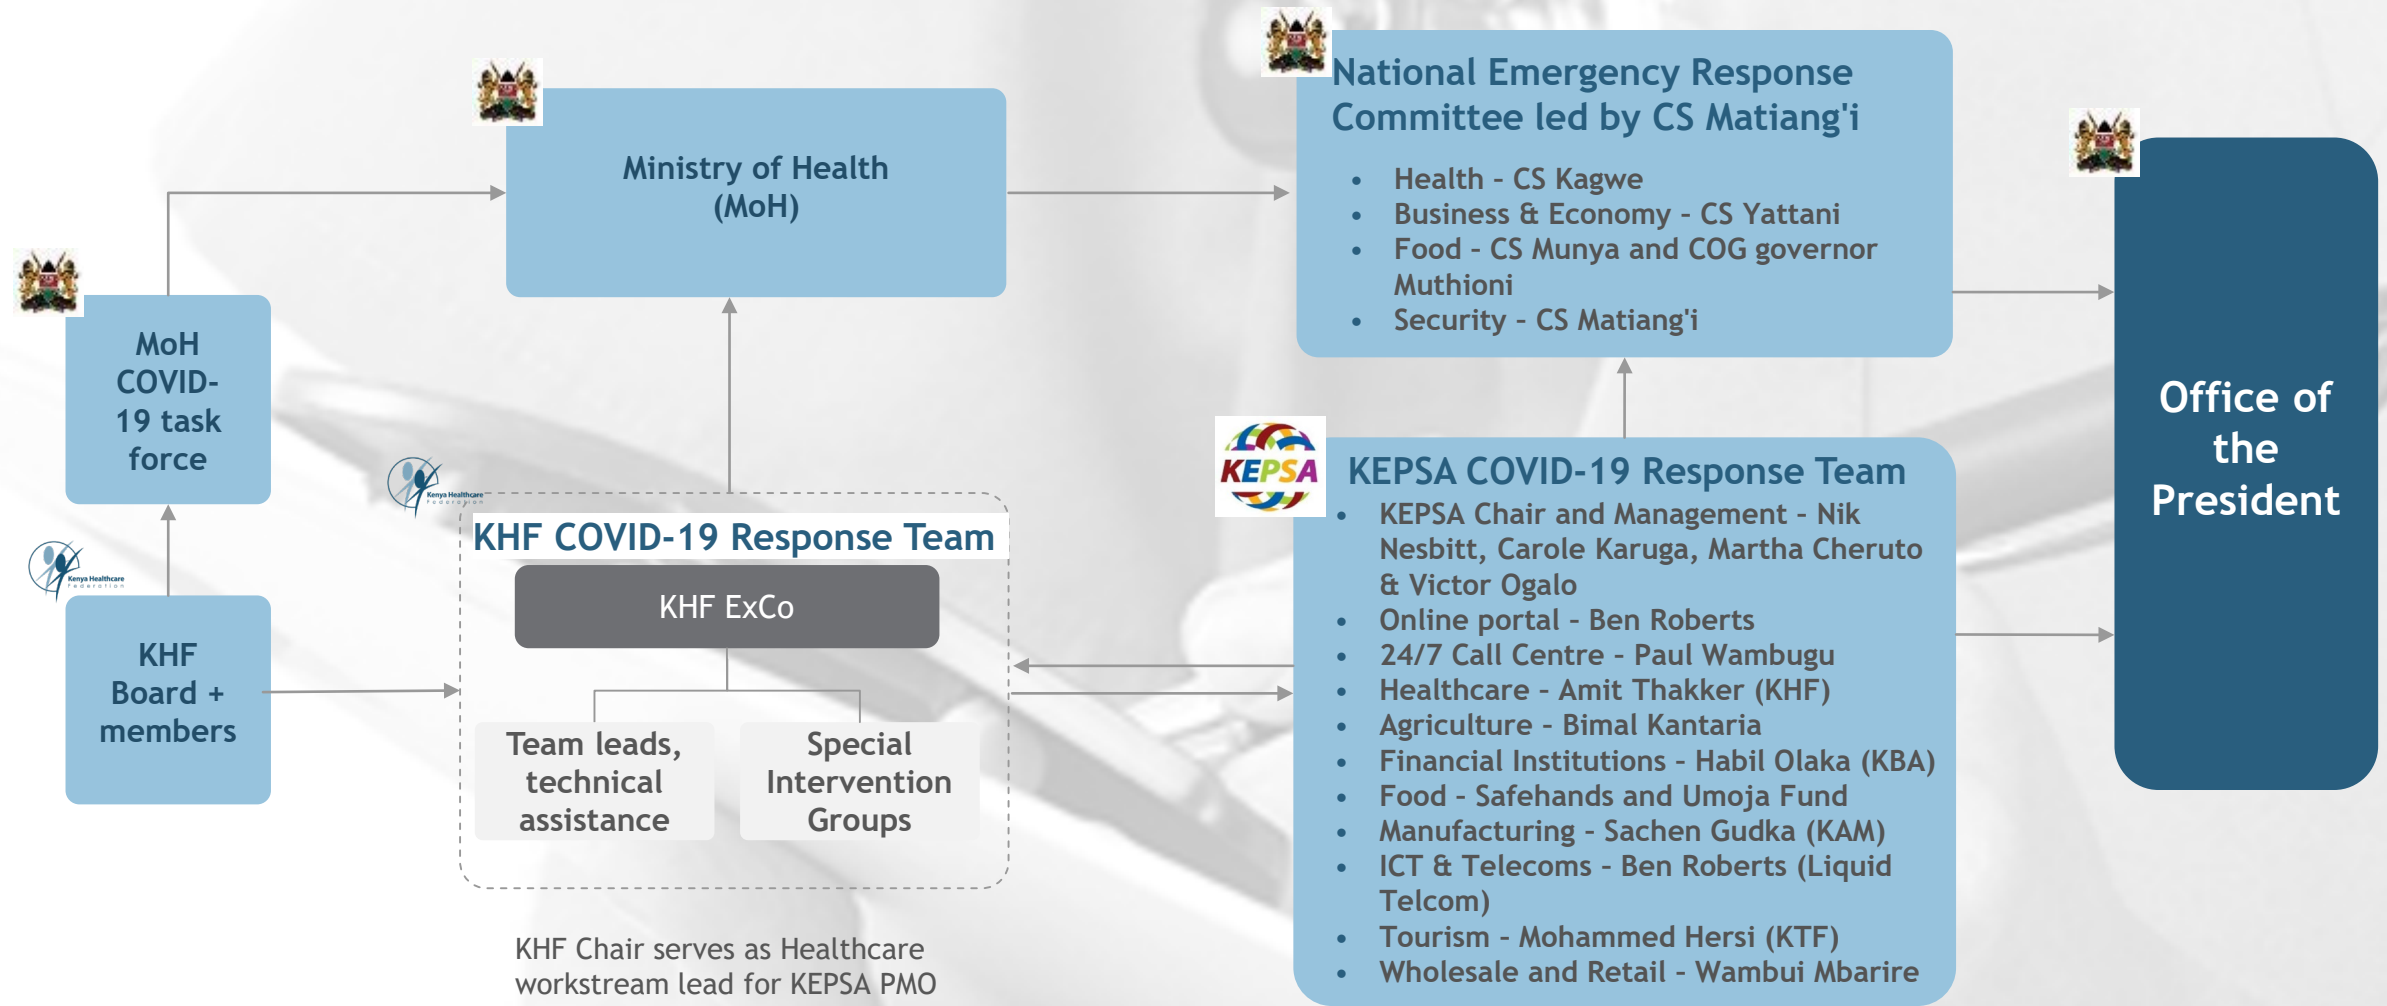 Ministry of Health
(MoH)
National Emergency Response
Committee led by CS Matiang'i
• Health – CS Kagwe
• Business & Economy – CS Yattani
• Food – CS Munya and COG governor
Muthioni
• Security – CS Matiang'i
MoH
COVID-
19 task
force
Kenya Healthcare
Federation
KHF
Board +
members
Kenya Healthcare
Federation
KHF COVID-19 Response Team
KHF ExCo
Team leads,
technical
assistance
Special
Intervention
Groups
KHF Chair serves as Healthcare
workstream lead for KEPSA PMO
KEPSA
KEPSA COVID-19 Response Team
• KEPSA Chair and Management – Nik
Nesbitt, Carole Karuga, Martha Cheruto
& Victor Ogalo
• Online portal – Ben Roberts
• 24/7 Call Centre – Paul Wambugu
• Healthcare – Amit Thakker (KHF)
• Agriculture – Bimal Kantaria
• Financial Institutions – Habil Olaka (KBA)
• Food – Safehands and Umoja Fund
• Manufacturing – Sachen Gudka (KAM)
• ICT & Telecoms – Ben Roberts (Liquid
Telcom)
• Tourism – Mohammed Hersi (KTF)
• Wholesale and Retail – Wambui Mbarire
Office of
the
President